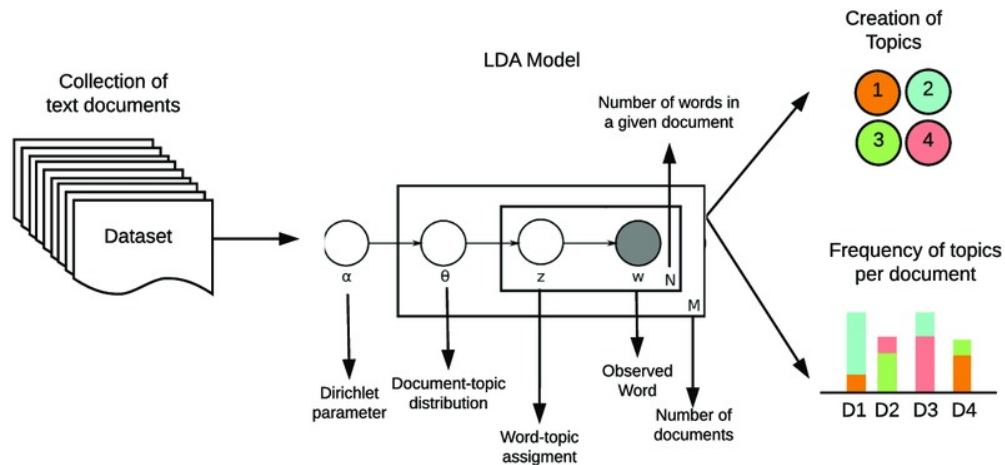 Collection of
text documents
Dataset
LDA Model
Number of words in
a given document
α
θ
z
w
N
M
Dirichlet
parameter
Document-topic
distribution
Word-topic
assigment
Observed
Word
Number of
documents
Creation of
Topics
1
2
3
4
Frequency of topics
per document
D1 D2 D3 D4